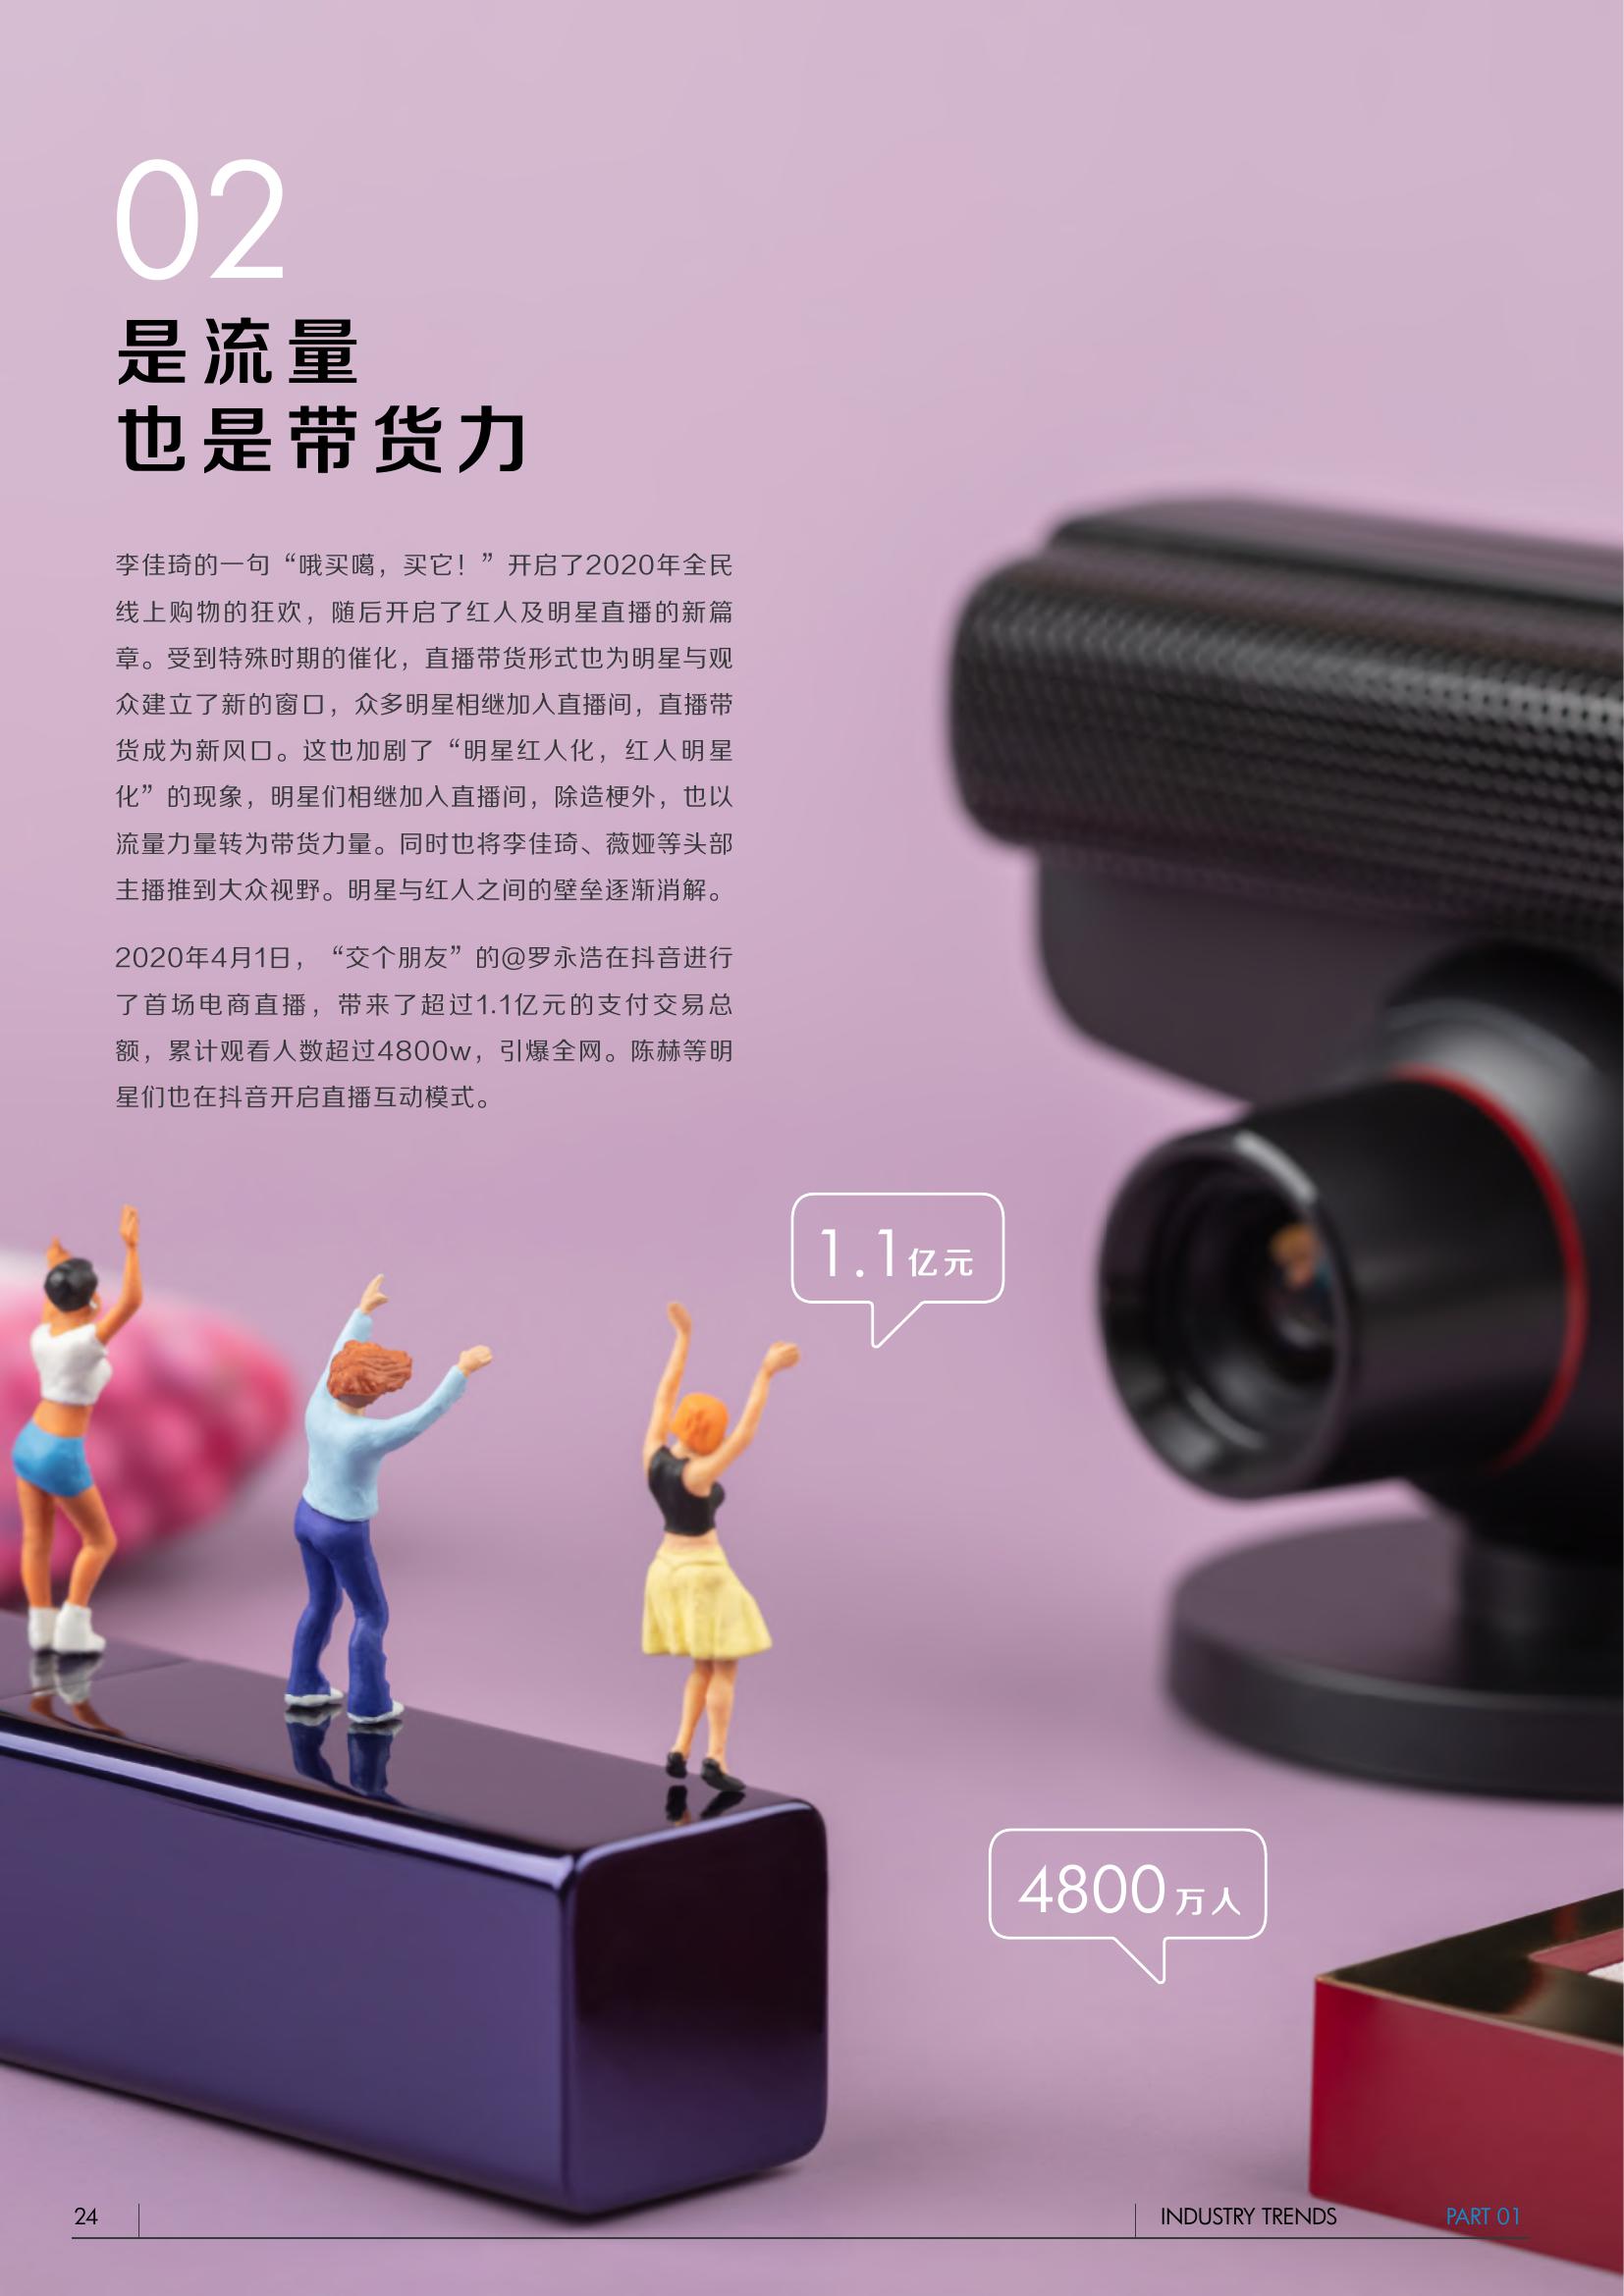 02
是流量
也是带货力
李佳琦的一句“哦买噶，买它！”开启了2020年全民
线上购物的狂欢，随后开启了红人及明星直播的新篇
章。受到特殊时期的催化，直播带货形式也为明星与观
众建立了新的窗口，众多明星相继加入直播间，直播带
货成为新风口。这也加剧了“明星红人化，红人明星
化”的现象，明星们相继加入直播间，除造梗外，也以
流量力量转为带货力量。同时也将李佳琦、薇娅等头部
主播推到大众视野。明星与红人之间的壁垒逐渐消解。
2020年4月1日，“交个朋友”的@罗永浩在抖音进行
了首场电商直播，带来了超过1.1亿元的支付交易总
额，累计观看人数超过4800w，引爆全网。陈赫等明
星们也在抖音开启直播互动模式。
1.1亿元
4800万人
24
INDUSTRY TRENDS
PART 01